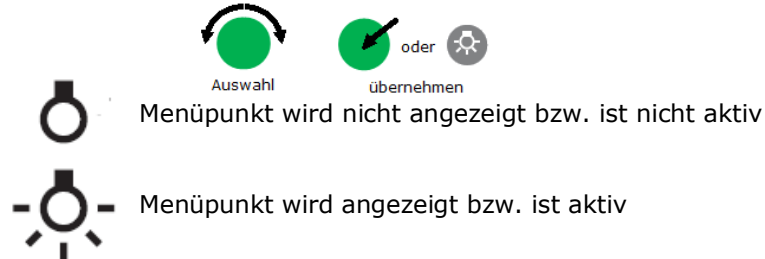 oder
Auswahl übernehmen
Menüpunkt wird nicht angezeigt bzw. ist nicht aktiv
Menüpunkt wird angezeigt bzw. ist aktiv